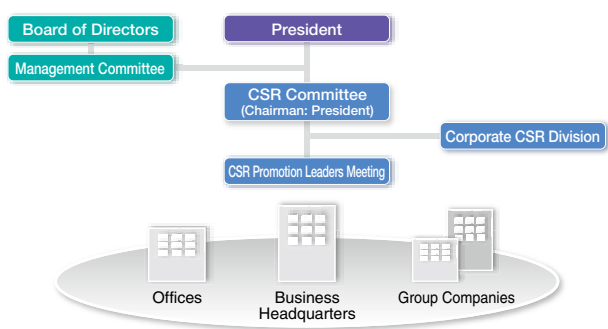 Board of Directors
President
Management Committee
CSR Committee
(Chairman: President)
Corporate CSR Division
CSR Promotion Leaders Meeting
Offices
Business
Headquarters
Group Companies